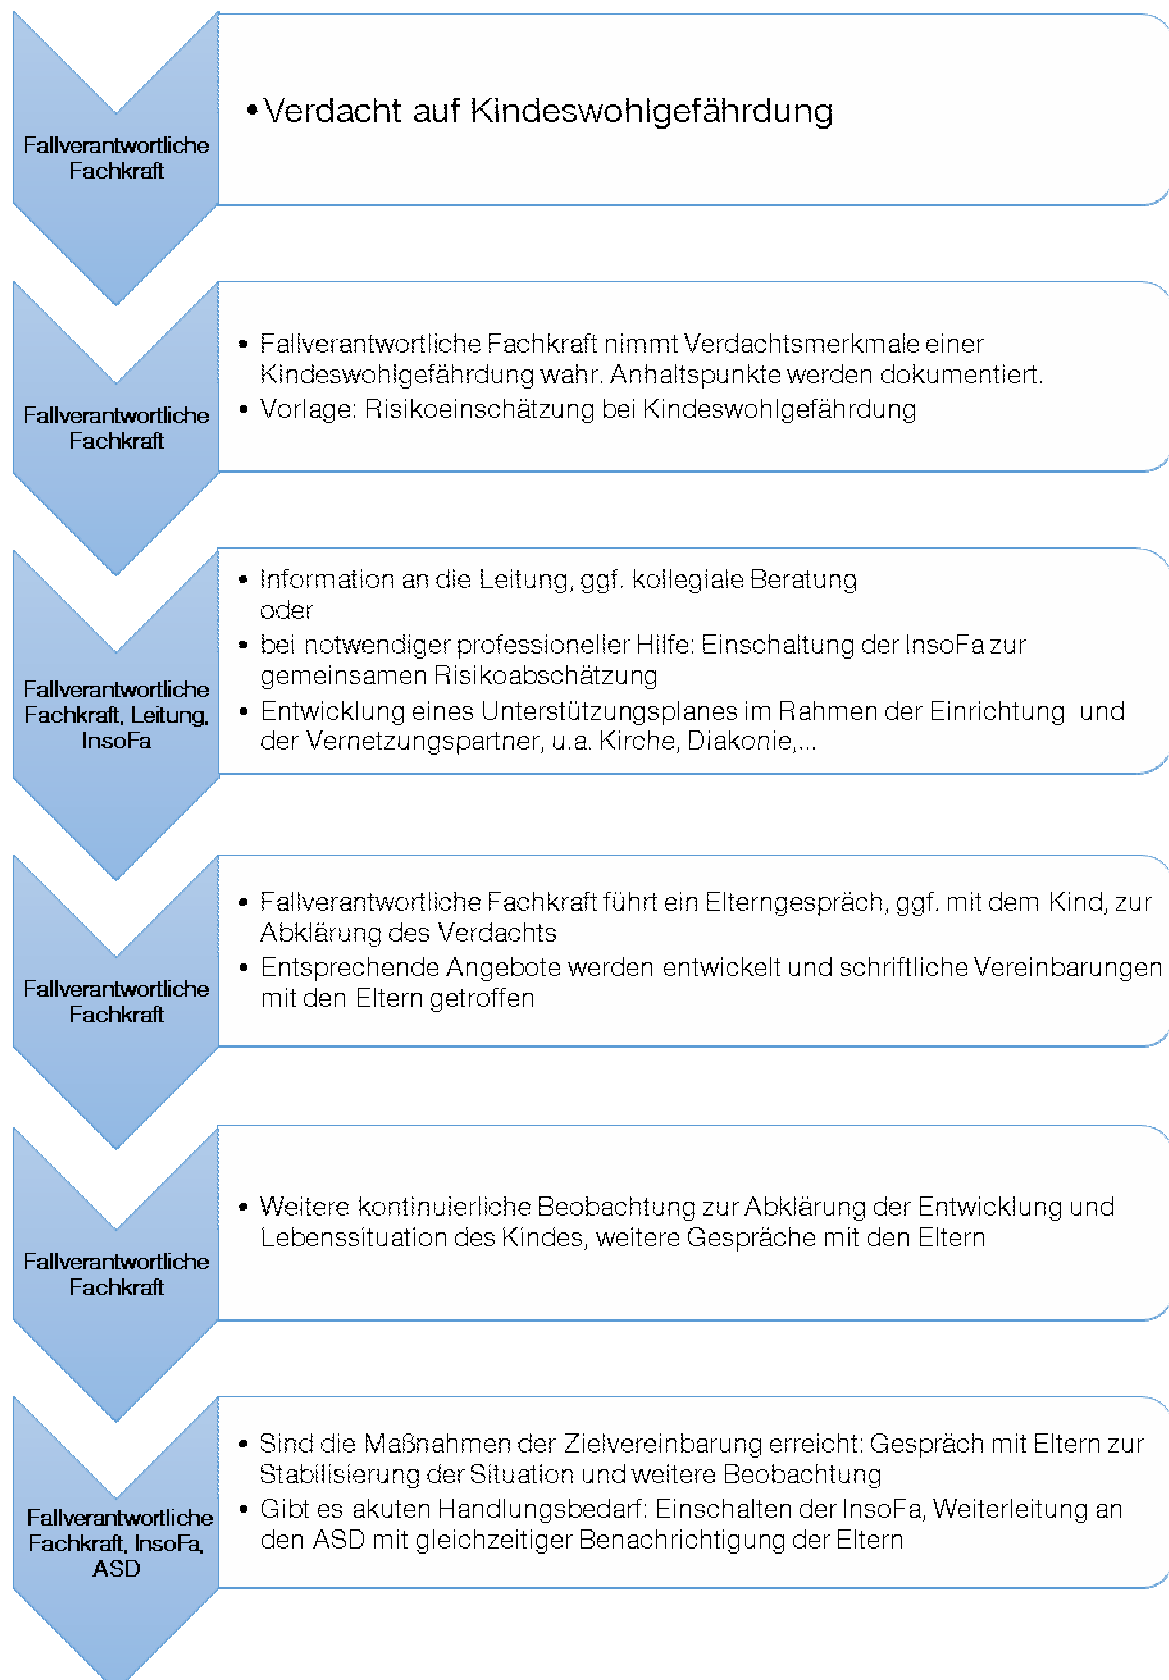 Fallverantwortliche
Fachkraft
•Verdacht auf Kindeswohlgefährdung
Fallverantwortliche
Fachkraft
• Fallverantwortliche Fachkraft nimmt Verdachtsmerkmale einer
Kindeswohlgefährdung wahr. Anhaltspunkte werden dokumentiert.
• Vorlage: Risikoeinschätzung bei Kindeswohlgefährdung
Fallverantwortliche
Fachkraft, Leitung,
InsoFa
• Information an die Leitung, ggf. kollegiale Beratung
oder
• bei notwendiger professioneller Hilfe: Einschaltung der InsoFa zur
gemeinsamen Risikoabschätzung
• Entwicklung eines Unterstützungsplanes im Rahmen der Einrichtung und
der Vernetzungspartner, u.a. Kirche, Diakonie,...
Fallverantwortliche
Fachkraft
• Fallverantwortliche Fachkraft führt ein Elterngespräch, ggf. mit dem Kind, zur
Abklärung des Verdachts
• Entsprechende Angebote werden entwickelt und schriftliche Vereinbarungen
mit den Eltern getroffen
Fallverantwortliche
Fachkraft
• Weitere kontinuierliche Beobachtung zur Abklärung der Entwicklung und
Lebenssituation des Kindes, weitere Gespräche mit den Eltern
Fallverantwortliche
Fachkraft, InsoFa,
ASD
• Sind die Maßnahmen der Zielvereinbarung erreicht: Gespräch mit Eltern zur
Stabilisierung der Situation und weitere Beobachtung
• Gibt es akuten Handlungsbedarf: Einschalten der InsoFa, Weiterleitung an
den ASD mit gleichzeitiger Benachrichtigung der Eltern